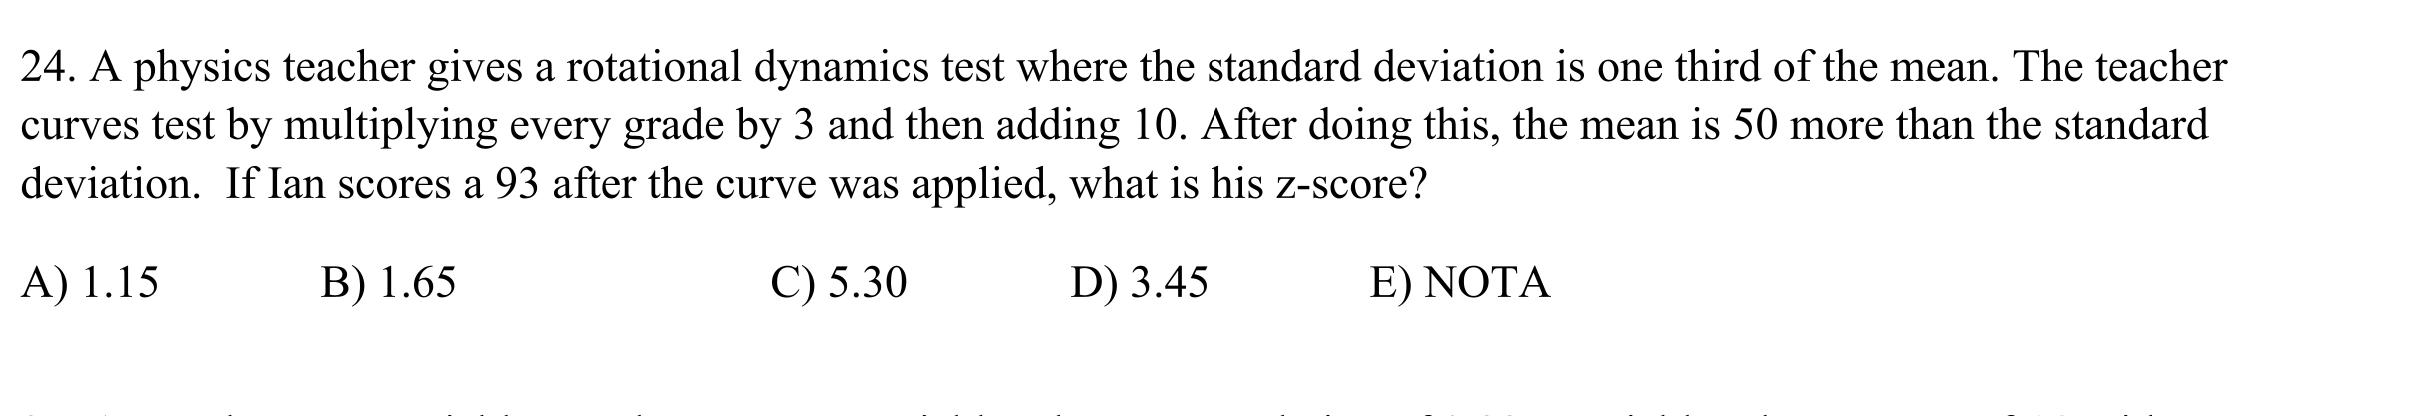 24. A physics teacher gives a rotational dynamics test where the standard deviation is one third of the mean. The teacher
curves test by multiplying every grade by 3 and then adding 10. After doing this, the mean is 50 more than the standard
deviation.  If Ian scores a 93 after the curve was applied, what is his z-score?
A) 1.15 B) 1.65 C) 5.30 D) 3.45 E) NOTA